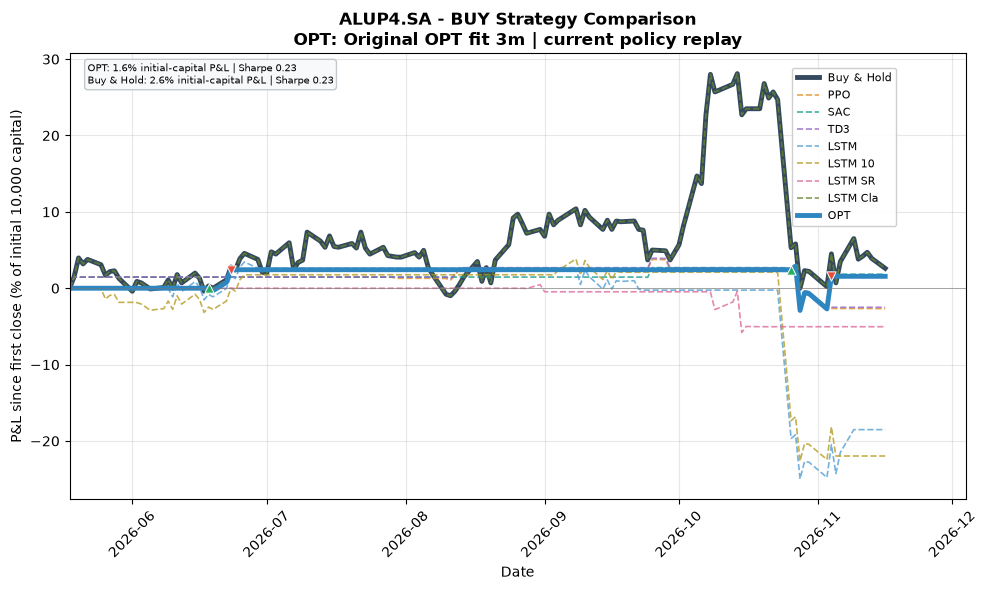 ALUP4.SA - BUY Strategy Comparison
OPT: Original OPT fit 3m | current policy replay
OPT: 1.6% initial-capital P&L | Sharpe 0.23
Buy & Hold: 2.6% initial-capital P&L | Sharpe 0.23
Buy & Hold
PPO
SAC
TD3
LSTM
LSTM 10
LSTM SR
LSTM Cla
OPT
P&L since first close (% of initial 10,000 capital)
30
20
10
0
−10
−20
2026-06
2026-07
2026-08
2026-09
2026-10
2026-11
2026-12
Date